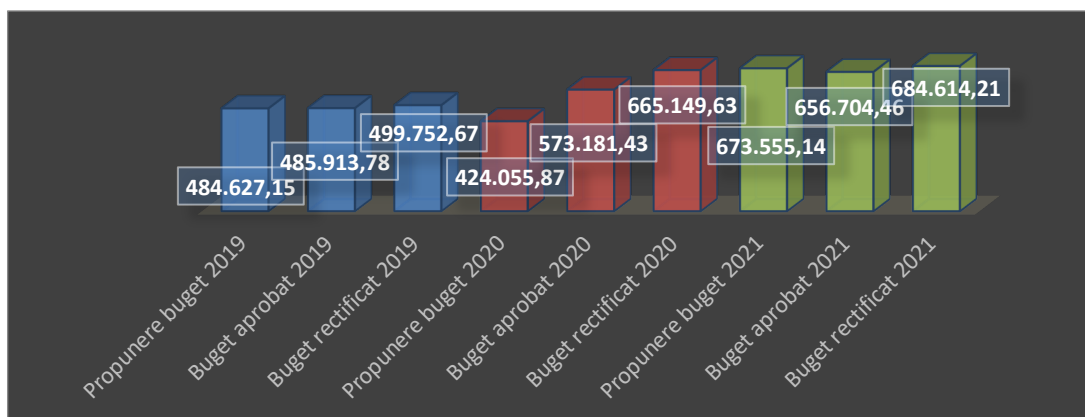 484.627,15
485.913,78
499.752,67
424.055,87
573.181,43
665.149,63
673.555,14
656.704,46
684.614,21
Propunere buget 2019
Buget aprobat 2019
Buget rectificat 2019
Propunere buget 2020
Buget aprobat 2020
Buget rectificat 2020
Propunere buget 2021
Buget aprobat 2021
Buget rectificat 2021